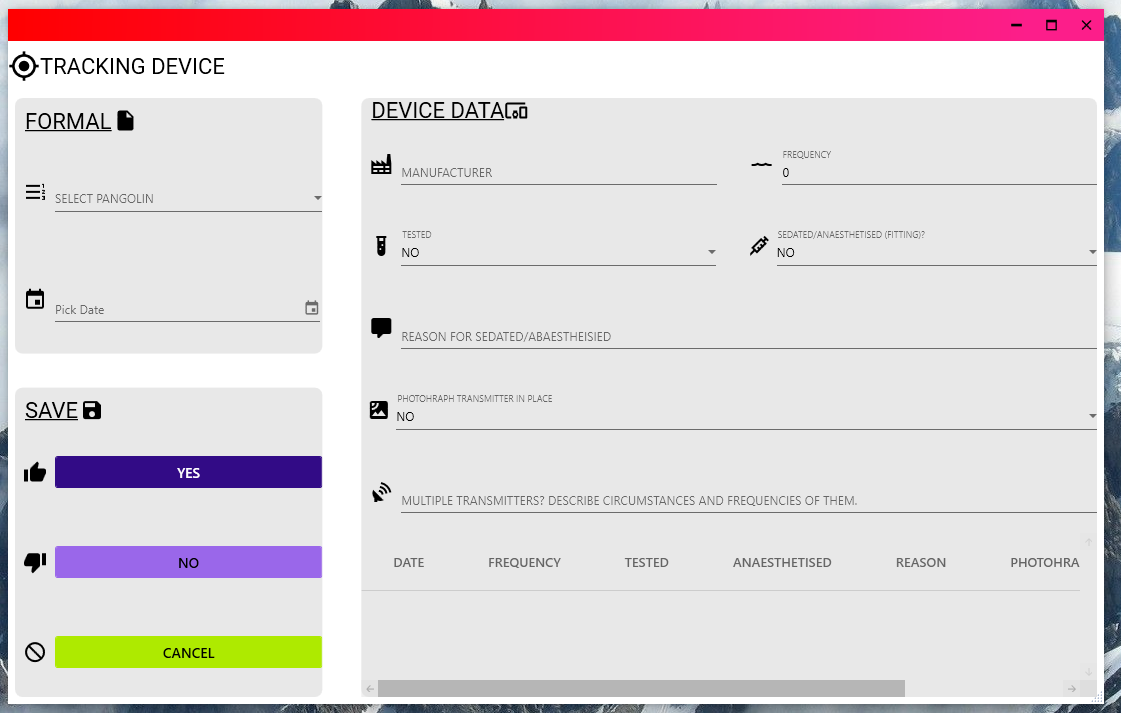 TRACKING DEVICE
FORMAL
SELECT PANGOLIN
Pick Date
SAVE
YES
NO
CANCEL
DEVICE DATA
MANUFACTURER
FREQUENCY
0
TESTED
NO
SEDATED/ANAESTHETISED (FITTING)?
NO
REASON FOR SEDATED/ABAESTHEISIED
PHOTOHRAPH TRANSMITTER IN PLACE
NO
MULTIPLE TRANSMITTERS? DESCRIBE CIRCUMSTANCES AND FREQUENCIES OF THEM.
DATE FREQUENCY TESTED ANAESTHETISED REASON PHOTOHRA